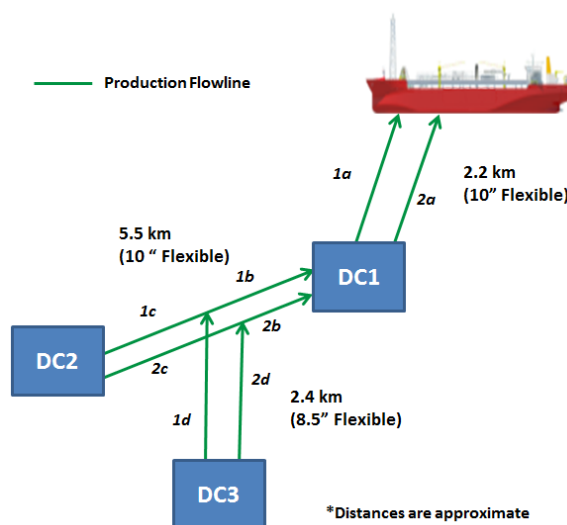 Production Flowline
1a
2a
2.2 km
(10” Flexible)
5.5 km
(10 “ Flexible)
1b
DC1
1c
2b
DC2
2c
2d
2.4 km
(8.5” Flexible)
1d
DC3
*Distances are approximate